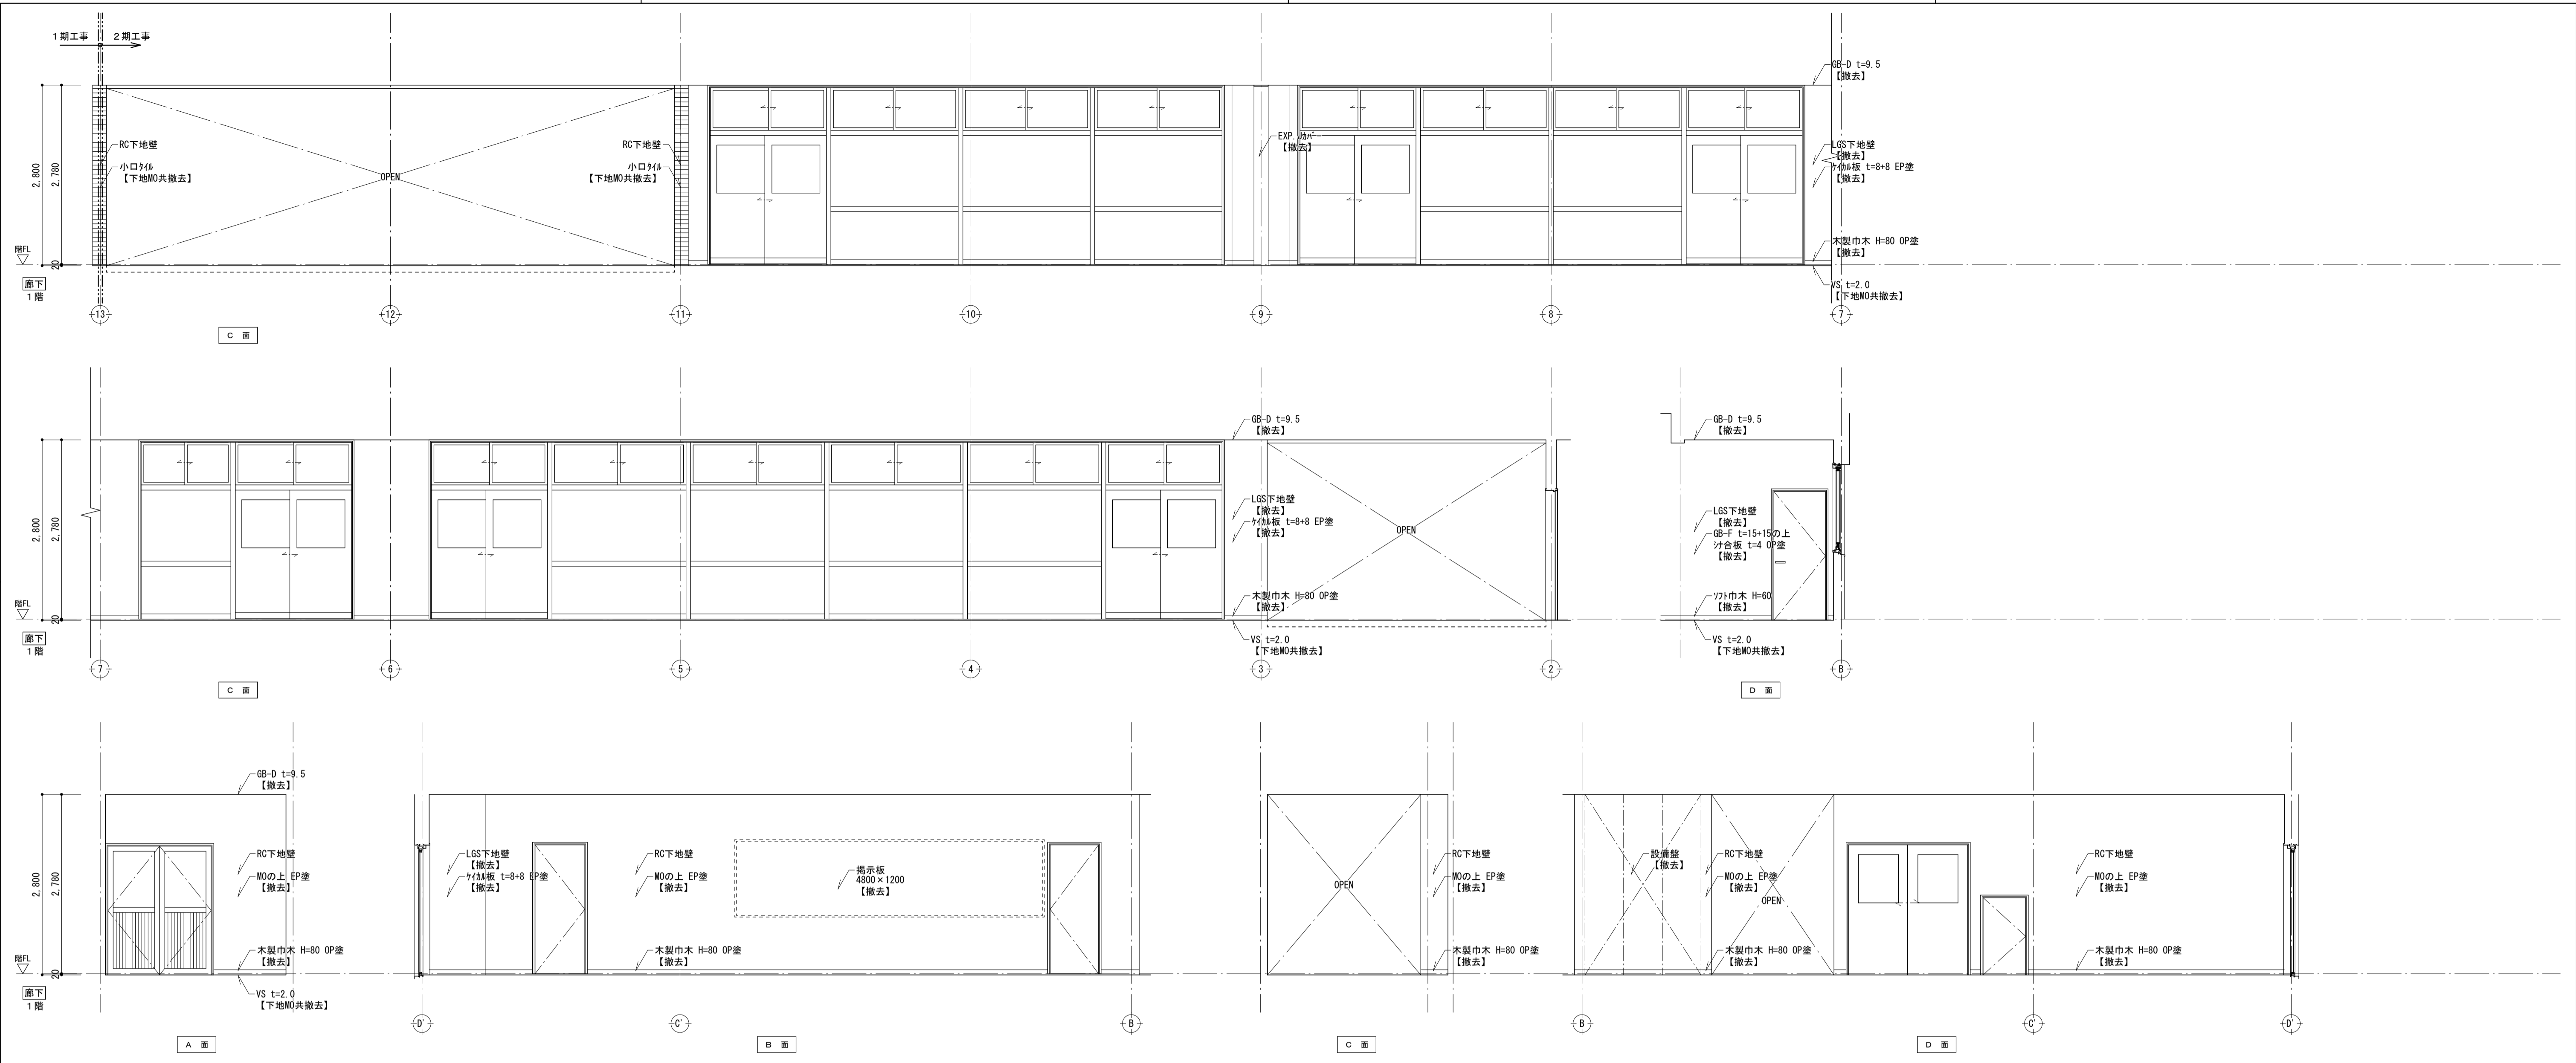 1期工事 2期工事
GB-D t=9.5
【撤去】
2,800
2,780
20
RC下地壁
小口ﾀｲﾙ
【下地MO共撤去】
OPEN
RC下地壁
小口ﾀｲﾙ
【下地MO共撤去】
EXP.Jｶﾊﾞｰ
【撤去】
LGS下地壁
【撤去】
ｹｲｶﾙ板 t=8+8 EP塗
【撤去】
木製巾木 H=80 OP塗
【撤去】
VS t=2.0
【下地MO共撤去】
階FL
廊下
1階
13 12 11 10 9 8 7
C 面
2,800
2,780
20
GB-D t=9.5
【撤去】
LGS下地壁
【撤去】
ｹｲｶﾙ板 t=8+8 EP塗
【撤去】
OPEN
木製巾木 H=80 OP塗
【撤去】
VS t=2.0
【下地MO共撤去】
GB-D t=9.5
【撤去】
LGS下地壁
【撤去】
GB-F t=15+15の上
ｼﾅ合板 t=4 OP塗
【撤去】
ｿﾌﾄ巾木 H=60
【撤去】
VS t=2.0
【下地MO共撤去】
階FL
廊下
1階
7 6 5 4 3 2 B
C 面
D 面
2,800
2,780
20
GB-D t=9.5
【撤去】
RC下地壁
MOの上 EP塗
【撤去】
木製巾木 H=80 OP塗
【撤去】
VS t=2.0
【下地MO共撤去】
LGS下地壁
【撤去】
ｹｲｶﾙ板 t=8+8 EP塗
【撤去】
RC下地壁
MOの上 EP塗
【撤去】
木製巾木 H=80 OP塗
【撤去】
掲示板
4800×1200
【撤去】
OPEN
RC下地壁
MOの上 EP塗
【撤去】
木製巾木 H=80 OP塗
【撤去】
設備盤
【撤去】
RC下地壁
MOの上 EP塗
【撤去】
OPEN
木製巾木 H=80 OP塗
【撤去】
RC下地壁
MOの上 EP塗
【撤去】
木製巾木 H=80 OP塗
【撤去】
階FL
廊下
1階
D' C' B B C' D'
A 面
B 面
C 面
D 面